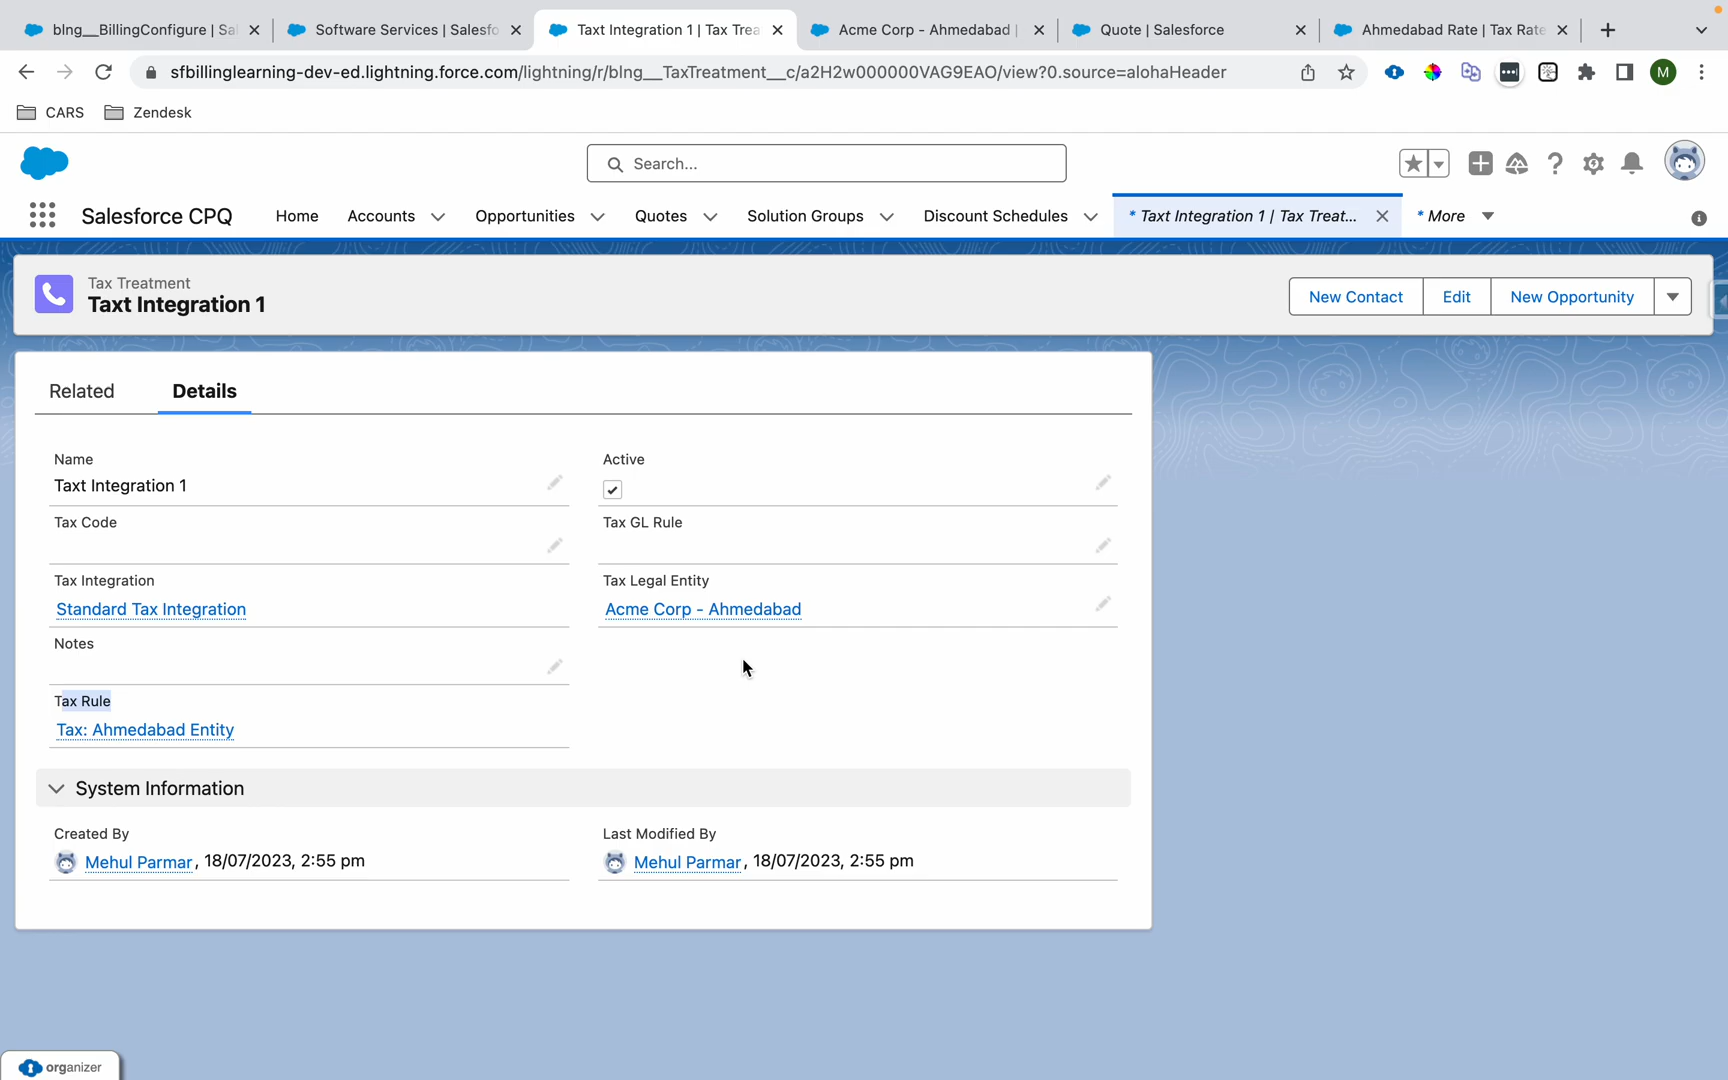 blng__BillingConfigure | Sa
Software Services | Salesfo
Taxt Integration 1 | Tax Trea
Acme Corp - Ahmedabad |
Quote | Salesforce
Ahmedabad Rate | Tax Rate
sfbillinglearning-dev-ed.lightning.force.com/lightning/r/blng__TaxTreatment__c/a2H2w000000VAG9EAO/view?0.source=alohaHeader
M
CARS
Zendesk
Search...
Salesforce CPQ
Home
Accounts
Opportunities
Quotes
Solution Groups
Discount Schedules
* Taxt Integration 1 | Tax Treat...
* More
Tax Treatment
Taxt Integration 1
New Contact
Edit
New Opportunity
Related
Details
Name
Taxt Integration 1
Active
Tax Code
Tax GL Rule
Tax Integration
Standard Tax Integration
Tax Legal Entity
Acme Corp - Ahmedabad
Notes
Tax Rule
Tax: Ahmedabad Entity
System Information
Created By
Mehul Parmar, 18/07/2023, 2:55 pm
Last Modified By
Mehul Parmar, 18/07/2023, 2:55 pm
organizer